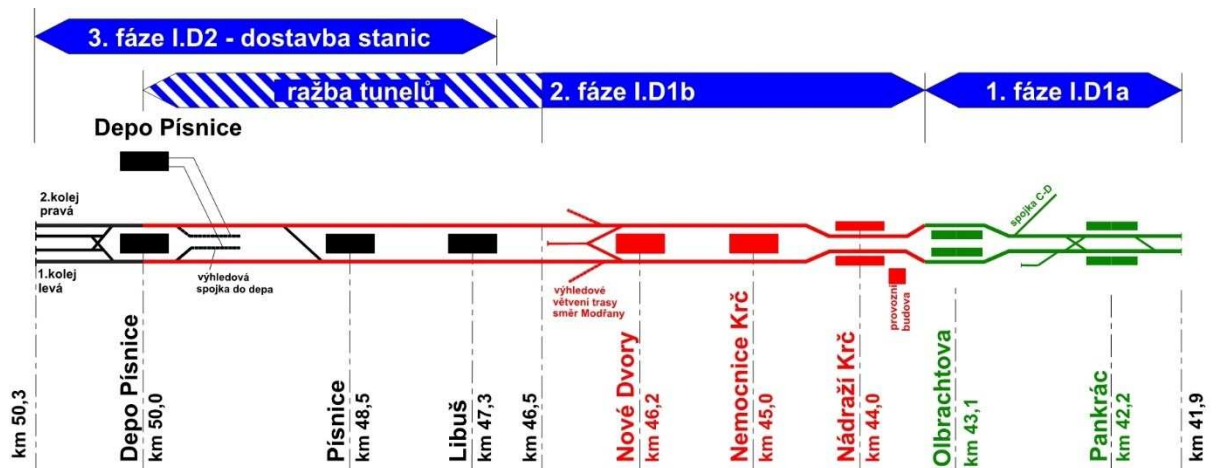 3. fáze I.D2 - dostavba stanic
ražba tunelů
2. fáze I.D1b
1. fáze I.D1a
Depo Písnice
2.kolej
pravá
1.kolej
levá
výhledová
spojka do depa
výhledové
větvení trasy
směr Modřany
provozní
budova
spojka C-D
km 50,3
Depo Písnice
km 50,0
Písnice
km 48,5
Libuš
km 47,3
km 46,5
Nové Dvory
km 46,2
Nemocnice Krč
km 45,0
Nádraží Krč
km 44,0
Olbrachtova
km 43,1
Pankrác
km 42,2
km 41,9